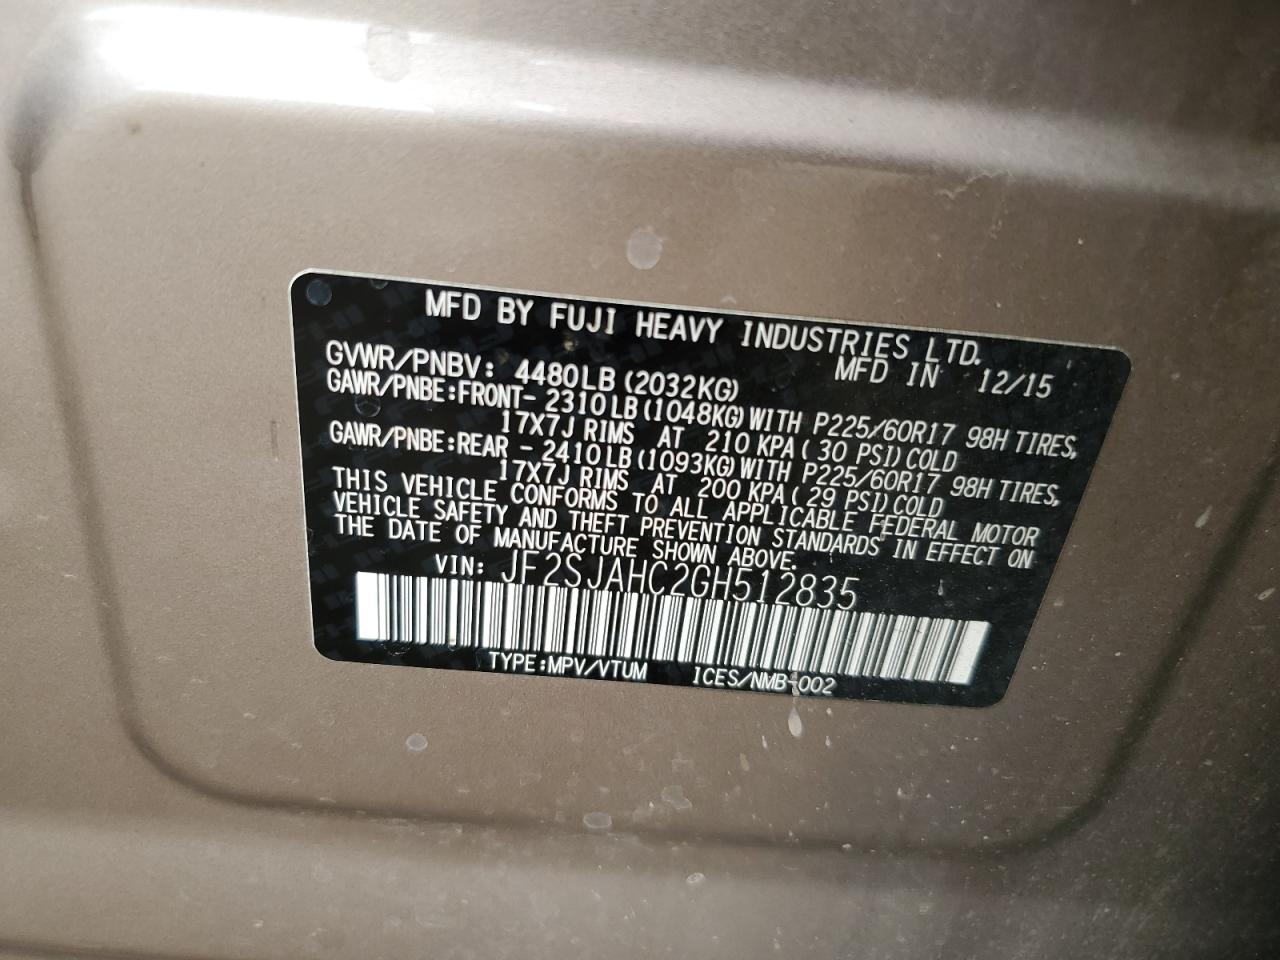 MFD BY FUJI HEAVY INDUSTRIES LTD.
GVWR/PNBV: 4480LB(2032KG) MFD IN 12/15
GAWR/PNBE:FRONT- 2310LB(1048KG)WITH P225/60R17 98H TIRES,
17X7J RIMS AT 210 KPA( 30 PSI)COLD
GAWR/PNBE:REAR - 2410LB(1093KG)WITH P225/60R17 98H TIRES,
17X7J RIMS AT 200 KPA( 29 PSI)COLD
THIS VEHICLE CONFORMS TO ALL APPLICABLE FEDERAL MOTOR
VEHICLE SAFETY AND THEFT PREVENTION STANDARDS IN EFFECT ON
THE DATE OF MANUFACTURE SHOWN ABOVE.
VIN: JF2SJAHC2GH512835
TYPE:MPV/VTUM ICES/NMB-002